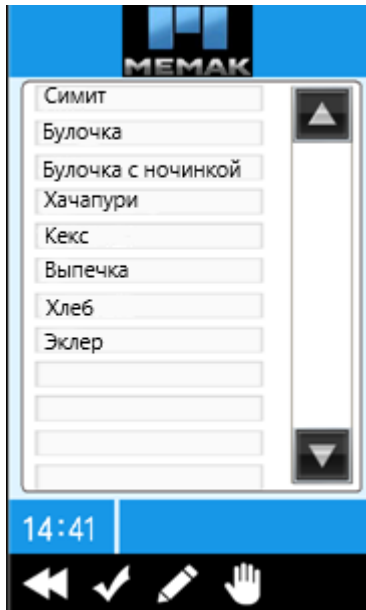 MEMAK
Симит
Булочка
Булочка с ночинкой
Хачапури
Кекс
Выпечка
Хлеб
Эклер
14:41